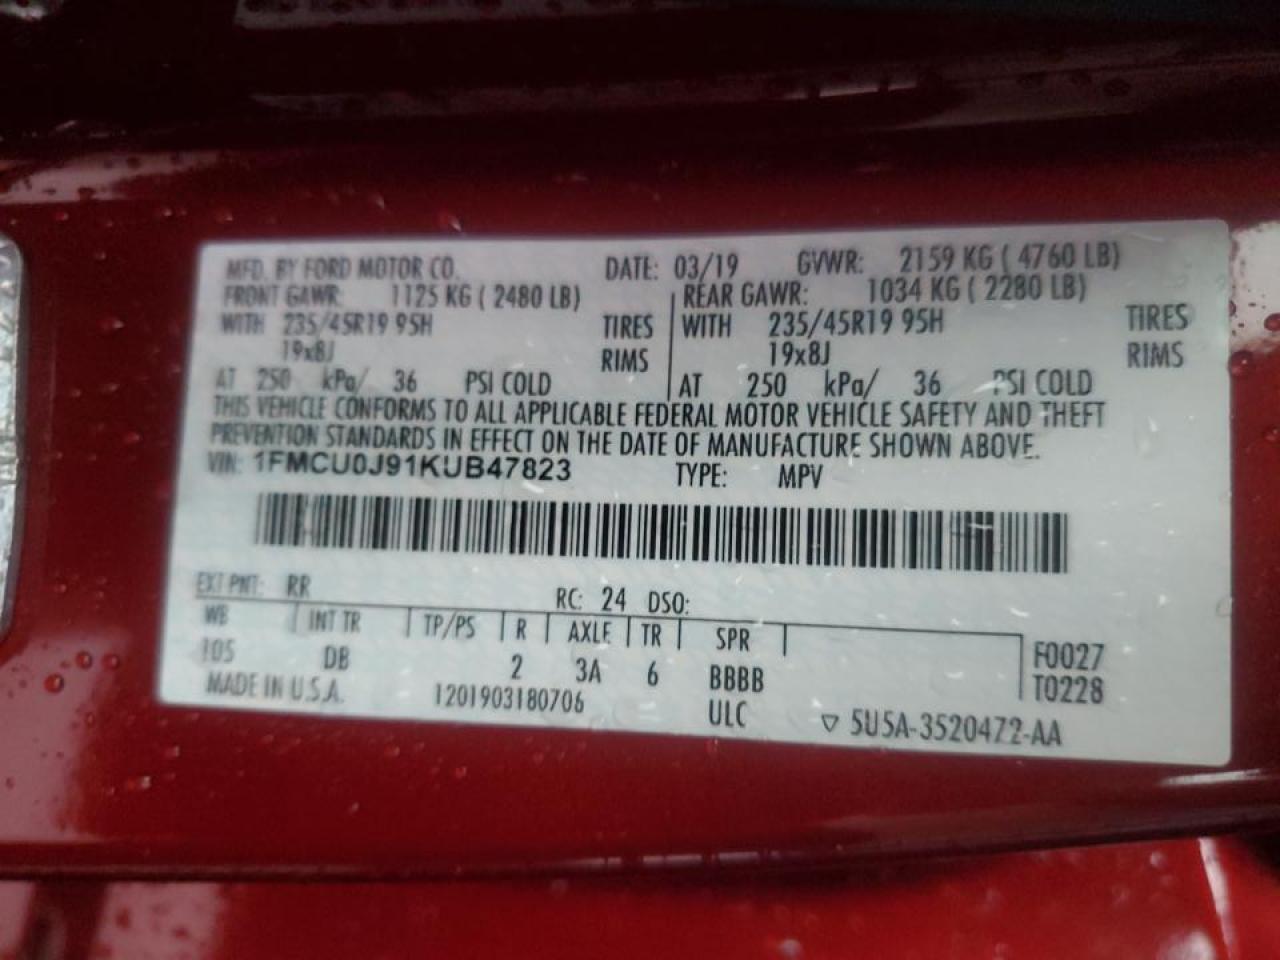 MFD. BY FORD MOTOR CO. DATE: 03/19 GVWR: 2159 KG ( 4760 LB)
FRONT GAWR: 1125 KG ( 2480 LB) REAR GAWR: 1034 KG ( 2280 LB)
WITH 235/45R19 95H TIRES WITH 235/45R19 95H TIRES
19x8J RIMS 19x8J RIMS
AT 250 kPa/ 36 PSI COLD AT 250 kPa/ 36 PSI COLD
THIS VEHICLE CONFORMS TO ALL APPLICABLE FEDERAL MOTOR VEHICLE SAFETY AND THEFT
PREVENTION STANDARDS IN EFFECT ON THE DATE OF MANUFACTURE SHOWN ABOVE.
VIN: 1FMCU0J91KUB47823 TYPE: MPV
EXT PNT: RR RC: 24 DSO:
WB INT TR TP/PS R AXLE TR SPR
105 DB 2 3A 6 BBBB F0027
MADE IN U.S.A. 1201903180706 ULC T0228
▽ 5U5A-3520472-AA